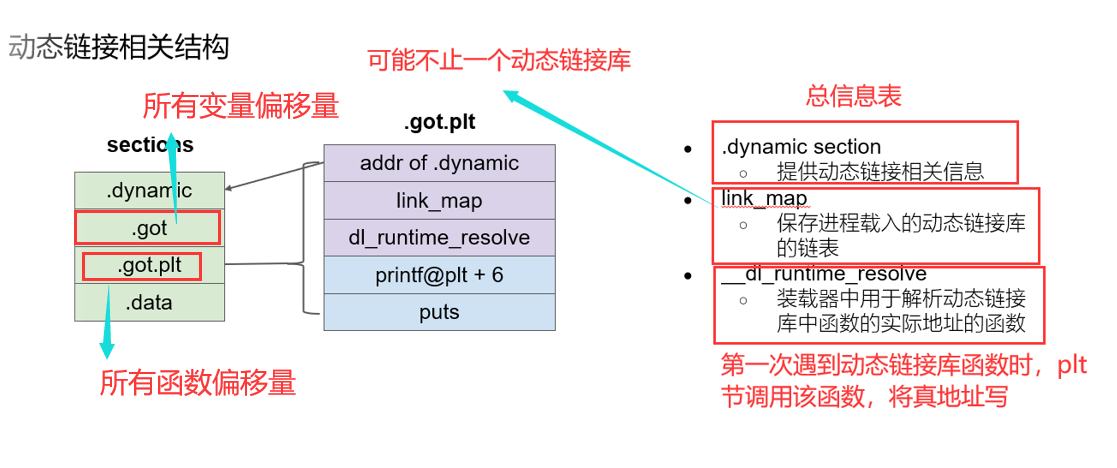 动态链接相关结构
可能不止一个动态链接库
所有变量偏移量
总信息表
sections
.dynamic
.got
.got.plt
.data
所有函数偏移量
.got.plt
addr of .dynamic
link_map
dl_runtime_resolve
printf@plt + 6
puts
.dynamic section
提供动态链接相关信息
link_map
保存进程载入的动态链接库
的链表
__dl_runtime_resolve
装载器中用于解析动态链接
库中函数的实际地址的函数
第一次遇到动态链接库函数时，plt
节调用该函数，将真地址写